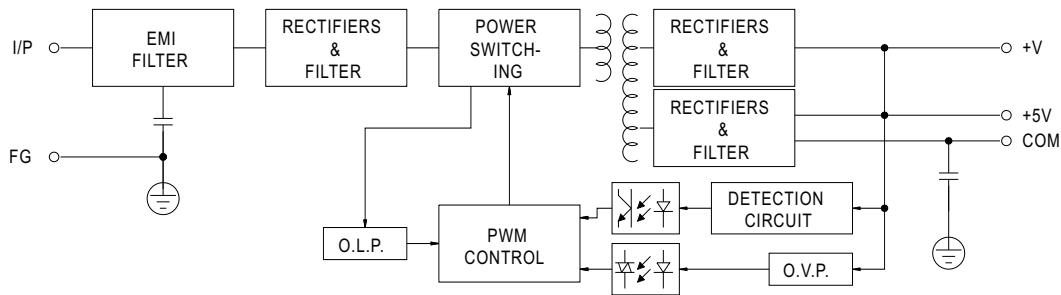 I/P
EMI
FILTER
RECTIFIERS
&
FILTER
POWER
SWITCH-
ING
RECTIFIERS
&
FILTER
+V
RECTIFIERS
&
FILTER
+5V
COM
FG
DETECTION
CIRCUIT
O.L.P.
PWM
CONTROL
O.V.P.